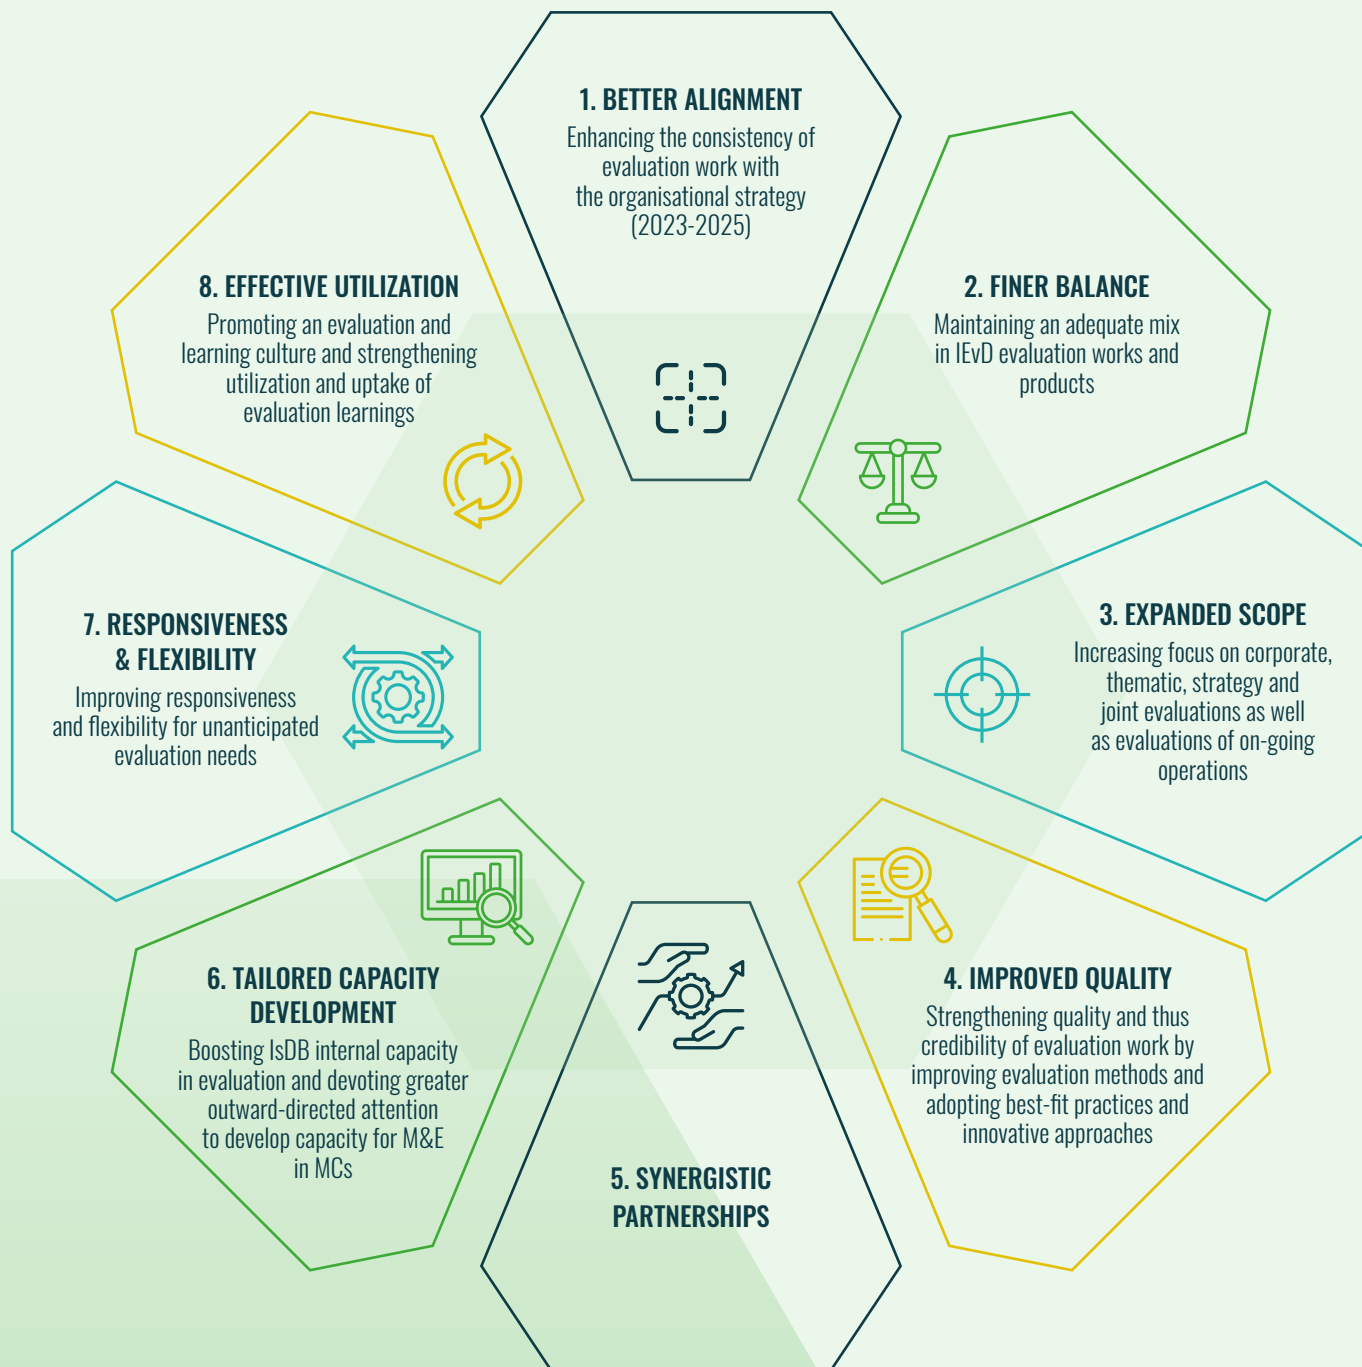 1. BETTER ALIGNMENT
Enhancing the consistency of
evaluation work with
the organisational strategy
(2023-2025)
2. FINER BALANCE
Maintaining an adequate mix
in IEvD evaluation works and
products
3. EXPANDED SCOPE
Increasing focus on corporate,
thematic, strategy and
joint evaluations as well
as evaluations of on-going
operations
4. IMPROVED QUALITY
Strengthening quality and thus
credibility of evaluation work by
improving evaluation methods and
adopting best-fit practices and
innovative approaches
5. SYNERGISTIC
PARTNERSHIPS
6. TAILORED CAPACITY
DEVELOPMENT
Boosting IsDB internal capacity
in evaluation and devoting greater
outward-directed attention
to develop capacity for M&E
in MCs
7. RESPONSIVENESS
& FLEXIBILITY
Improving responsiveness
and flexibility for unanticipated
evaluation needs
8. EFFECTIVE UTILIZATION
Promoting an evaluation and
learning culture and strengthening
utilization and uptake of
evaluation learnings